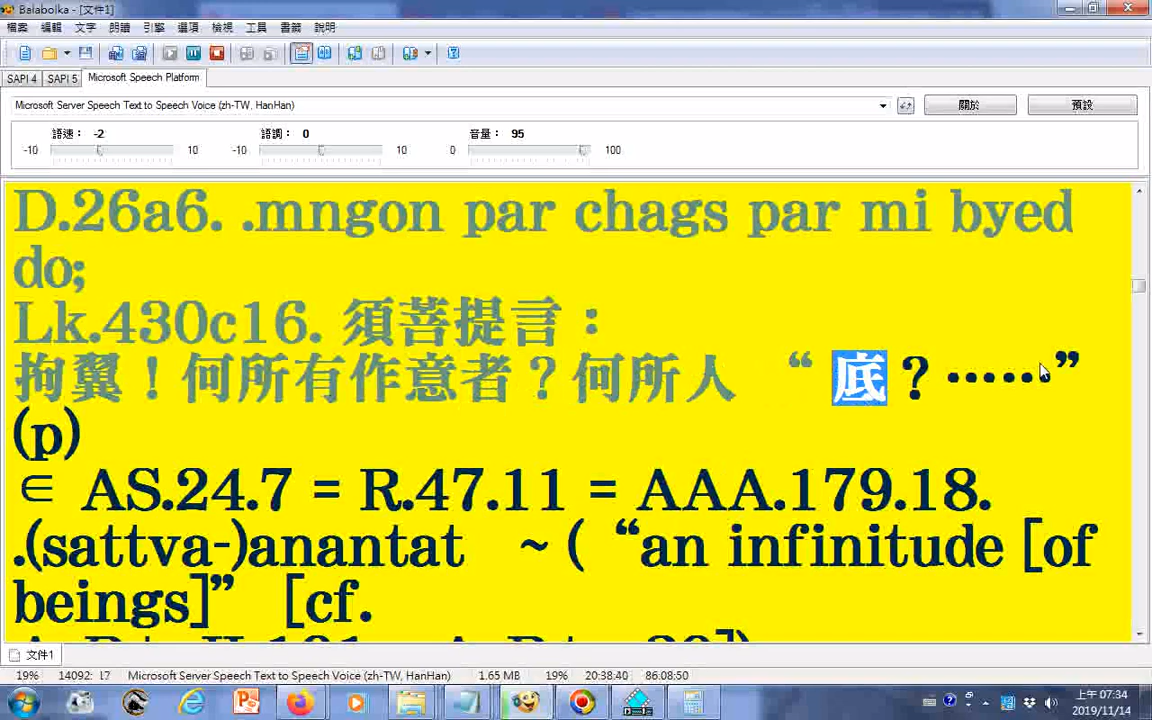 Balabolka - [文件1]
檔案 編輯 文字 朗讀 引擎 選項 檢視 工具 書籤 說明
SAPI 4 SAPI 5 Microsoft Speech Platform
Microsoft Server Speech Text to Speech Voice (zh-TW, HanHan) 關於 預設
語速: -2 語調: 0 音量: 95
-10 10 -10 10 0 100
D.26a6. .mngon par chags par mi byed
do;
Lk.430c16. 須菩提言：
拘翼！何所有作意者？何所人 “底？……”
(p)
∈ AS.24.7 = R.47.11 = AAA.179.18.
.(sattva-)anantat ~ ( “an infinitude [of
beings]” [cf.
文件1
19% 14092: 17 Microsoft Server Speech Text to Speech Voice (zh-TW, HanHan) 1.65 MB 19% 20:38:40 86:08:50
上午 07:34
2019/11/14